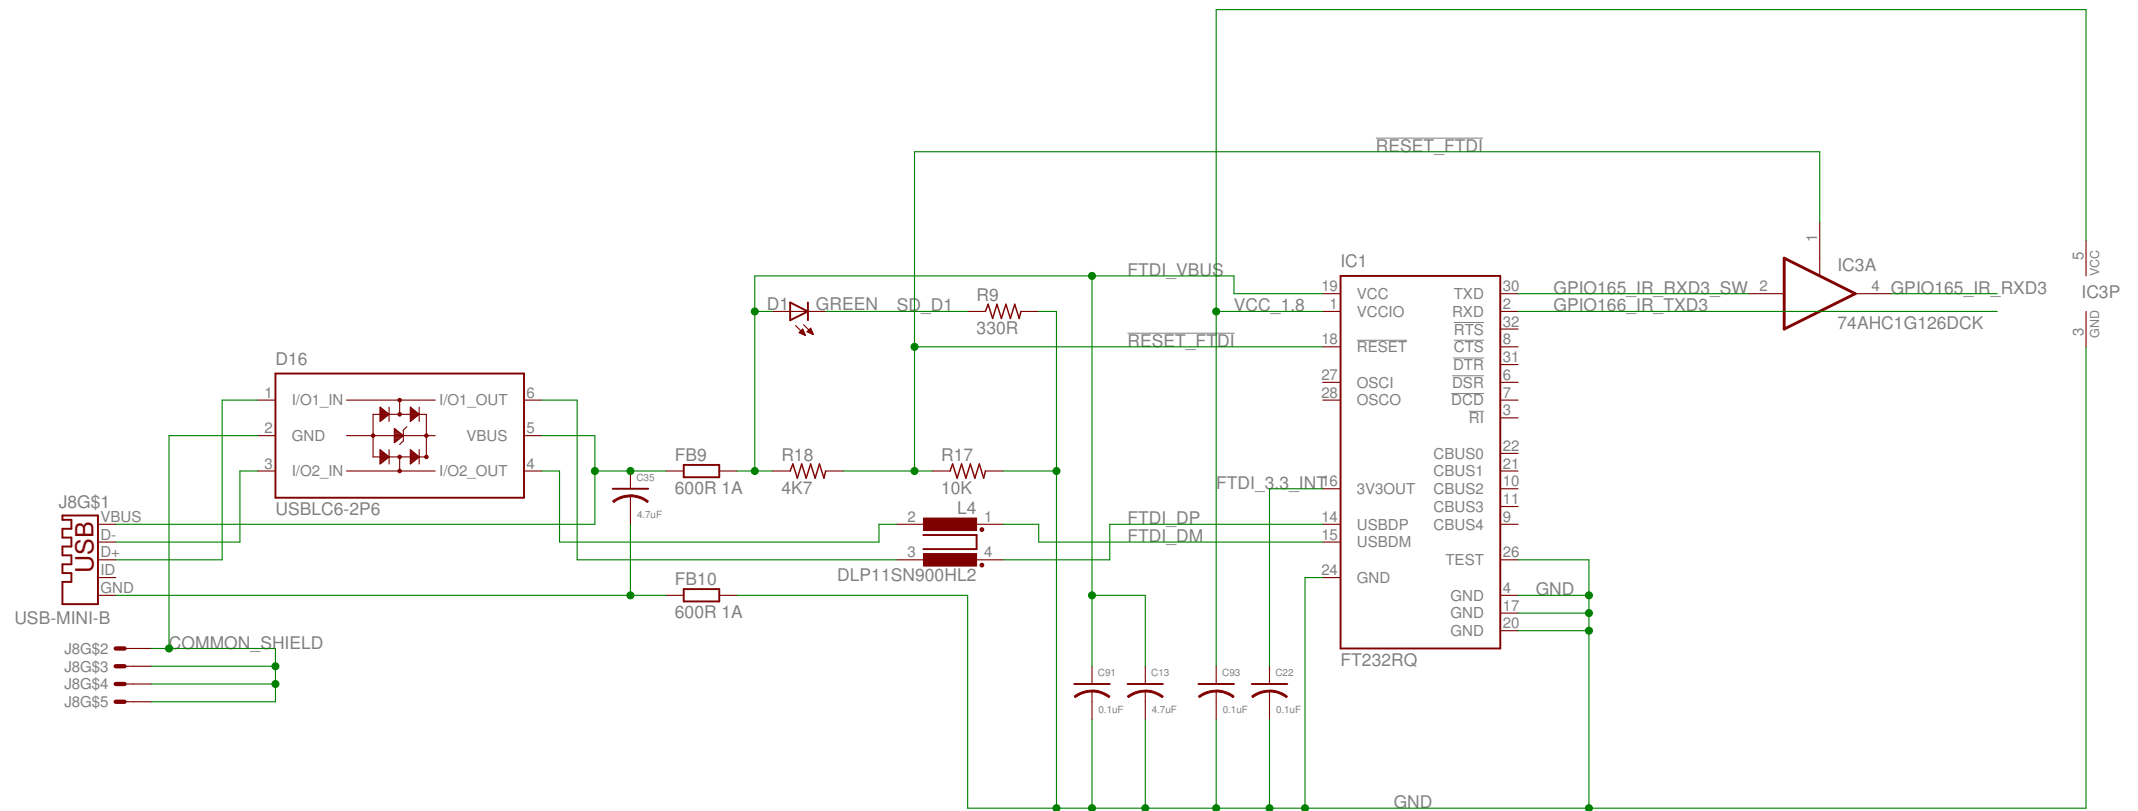 RESET_FTDI
1
IC3A
2
4
GPIO165_IR_RXD3
74AHC1G126DCK
5
VCC
IC3P
3
GND
FTDI_VBUS
VCC_1.8
RESET_FTDI
D1
GREEN
SD_D1
R9
330R
IC1
19 VCC TXD 30
1 VCCIO RXD 2
RTS 32
18 RESET CTS 8
DTR 31
27 OSCI DSR 6
28 OSCO DCD 7
RI 3
CBUS0 22
CBUS1 21
16 3V3OUT CBUS2 10
CBUS3 11
14 USBDP CBUS4 9
15 USBDM
TEST 26
24 GND
GND 4
GND 17
GND 20
FT232RQ
GPIO165_IR_RXD3_SW
GPIO166_IR_TXD3
GND
FTDI_3.3_INT
FTDI_DP
FTDI_DM
D16
1 I/O1_IN I/O1_OUT 6
2 GND VBUS 5
3 I/O2_IN I/O2_OUT 4
USBLC6-2P6
FB9
600R 1A
C35
4.7uF
R18
4K7
R17
10K
L4
2 1
3 4
DLP11SN900HL2
FB10
600R 1A
J8G$1
USB
VBUS
D-
D+
ID
GND
USB-MINI-B
COMMON_SHIELD
J8G$2
J8G$3
J8G$4
J8G$5
C91
0.1uF
C13
4.7uF
C93
0.1uF
C22
0.1uF
GND